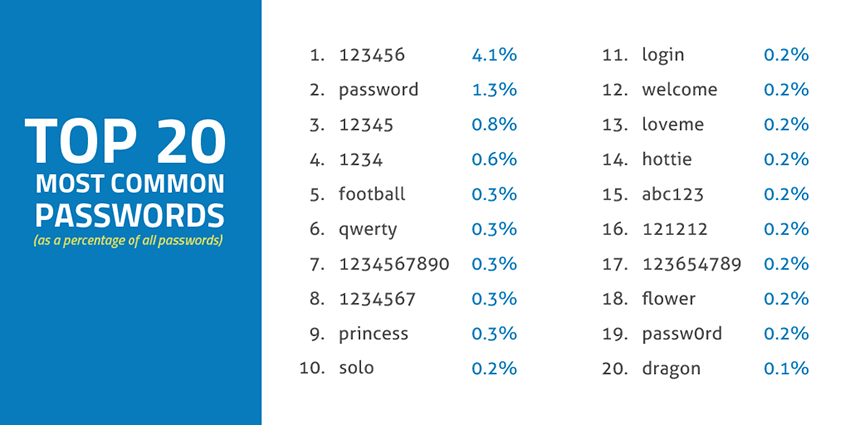 TOP 20
MOST COMMON
PASSWORDS
(as a percentage of all passwords)
1. 123456 4.1%
2. password 1.3%
3. 12345 0.8%
4. 1234 0.6%
5. football 0.3%
6. qwerty 0.3%
7. 1234567890 0.3%
8. 1234567 0.3%
9. princess 0.3%
10. solo 0.2%
11. login 0.2%
12. welcome 0.2%
13. loveme 0.2%
14. hottie 0.2%
15. abc123 0.2%
16. 121212 0.2%
17. 123654789 0.2%
18. flower 0.2%
19. passw0rd 0.2%
20. dragon 0.1%